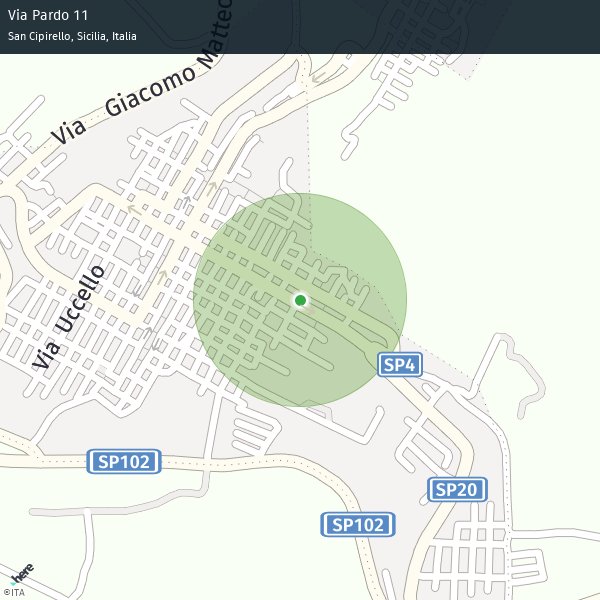 Via Pardo 11
San Cipirello, Sicilia, Italia
Via Giacomo Matteo
Via Uccello
SP4
SP102
SP20
SP102
here
©ITA